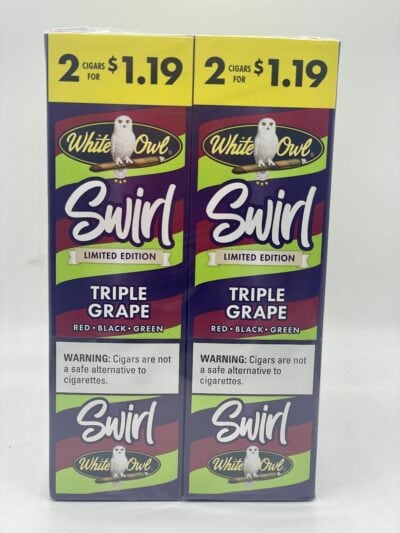 2 CIGARS FOR $1.19
White Owl
Swirl
LIMITED EDITION
TRIPLE
GRAPE
RED • BLACK • GREEN
WARNING: Cigars are not
a safe alternative to
cigarettes.
Swirl
White Owl
2 CIGARS FOR $1.19
White Owl
Swirl
LIMITED EDITION
TRIPLE
GRAPE
RED • BLACK • GREEN
WARNING: Cigars are not
a safe alternative to
cigarettes.
Swirl
White Owl